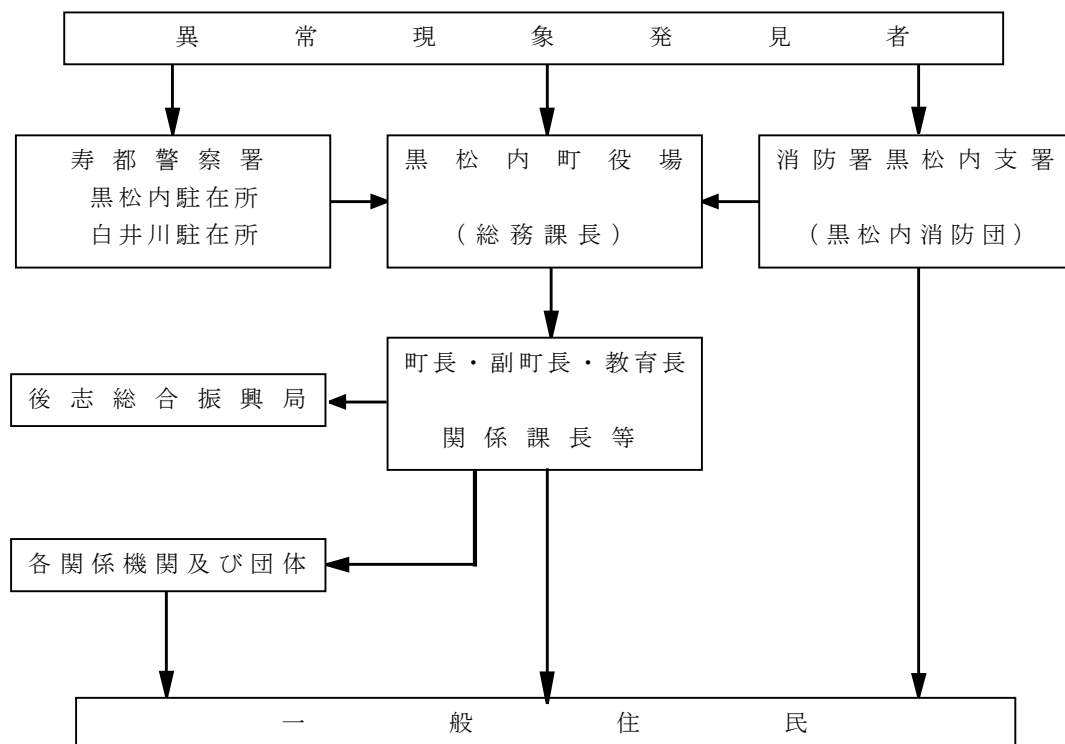 異常現象発見者
寿都警察署
黒松内駐在所
白井川駐在所
黒松内町役場
(総務課長)
消防署黒松内支署
(黒松内消防団)
町長・副町長・教育長
関係課長等
後志総合振興局
各関係機関及び団体
一般住民